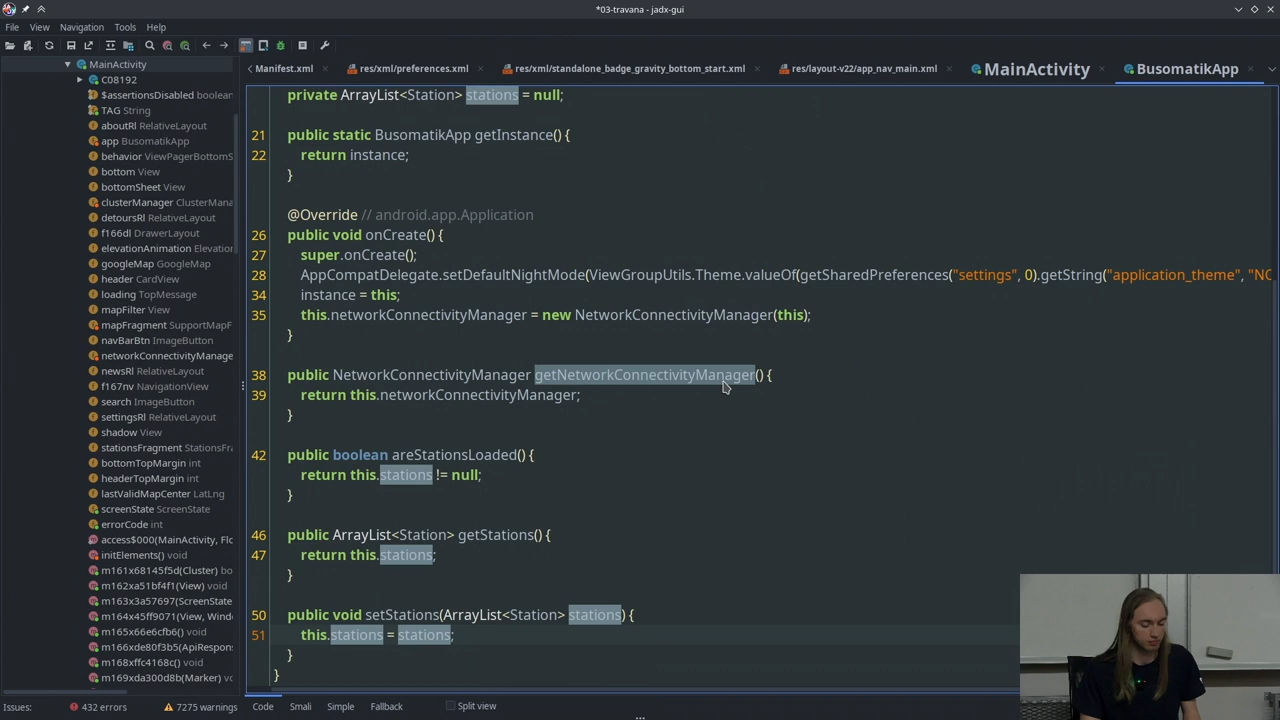 *03-travana - jadx-gui
File View Navigation Tools Help
Manifest.xml res/xml/preferences.xml res/xml/standalone_badge_gravity_bottom_start.xml res/layout-v22/app_nav_main.xml MainActivity BusomatikApp
MainActivity
C08192
$assertionsDisabled boolean
TAG String
aboutRl RelativeLayout
app BusomatikApp
behavior ViewPagerBottomS
bottom View
bottomSheet View
clusterManager ClusterMana
detoursRl RelativeLayout
f166dl DrawerLayout
elevationAnimation Elevation
googleMap GoogleMap
header CardView
loading TopMessage
mapFilter View
mapFragment SupportMapF
navBarBtn ImageButton
networkConnectivityManage
newsRl RelativeLayout
f167nv NavigationView
search ImageButton
settingsRl RelativeLayout
shadow View
stationsFragment StationsFra
bottomTopMargin int
headerTopMargin int
lastValidMapCenter LatLng
screenState ScreenState
errorCode int
access$000(MainActivity, Flo
initElements() void
m161x68145f5d(Cluster) bo
m162xa51bf4f1(View) void
m163x3a57697(ScreenState
m164x45ff9071(View, Windo
m165x66e6cfb6() void
m166xde80f3b5(ApiRespon
m167x3efdc5f7() void
m168xffc4168c() void
m169xda300d8b(Marker) v
private ArrayList<Station> stations = null;
21 public static BusomatikApp getInstance() {
22 return instance;
}
@Override // android.app.Application
26 public void onCreate() {
27 super.onCreate();
28 AppCompatDelegate.setDefaultNightMode(ViewGroupUtils.Theme.valueOf(getSharedPreferences("settings", 0).getString("application_theme", "NO
34 instance = this;
35 this.networkConnectivityManager = new NetworkConnectivityManager(this);
}
38 public NetworkConnectivityManager getNetworkConnectivityManager() {
39 return this.networkConnectivityManager;
}
42 public boolean areStationsLoaded() {
return this.stations != null;
}
46 public ArrayList<Station> getStations() {
47 return this.stations;
}
50 public void setStations(ArrayList<Station> stations) {
51 this.stations = stations;
}
}
Issues: 432 errors 7275 warnings Code Smali Simple Fallback Split view